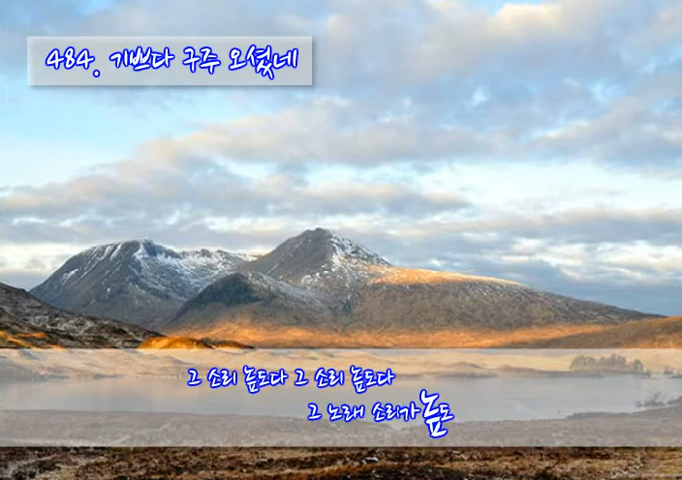 484. 기쁘다 구주 오셨네
그 소리 높도다 그 소리 높도다
그 노래 소리가 높도